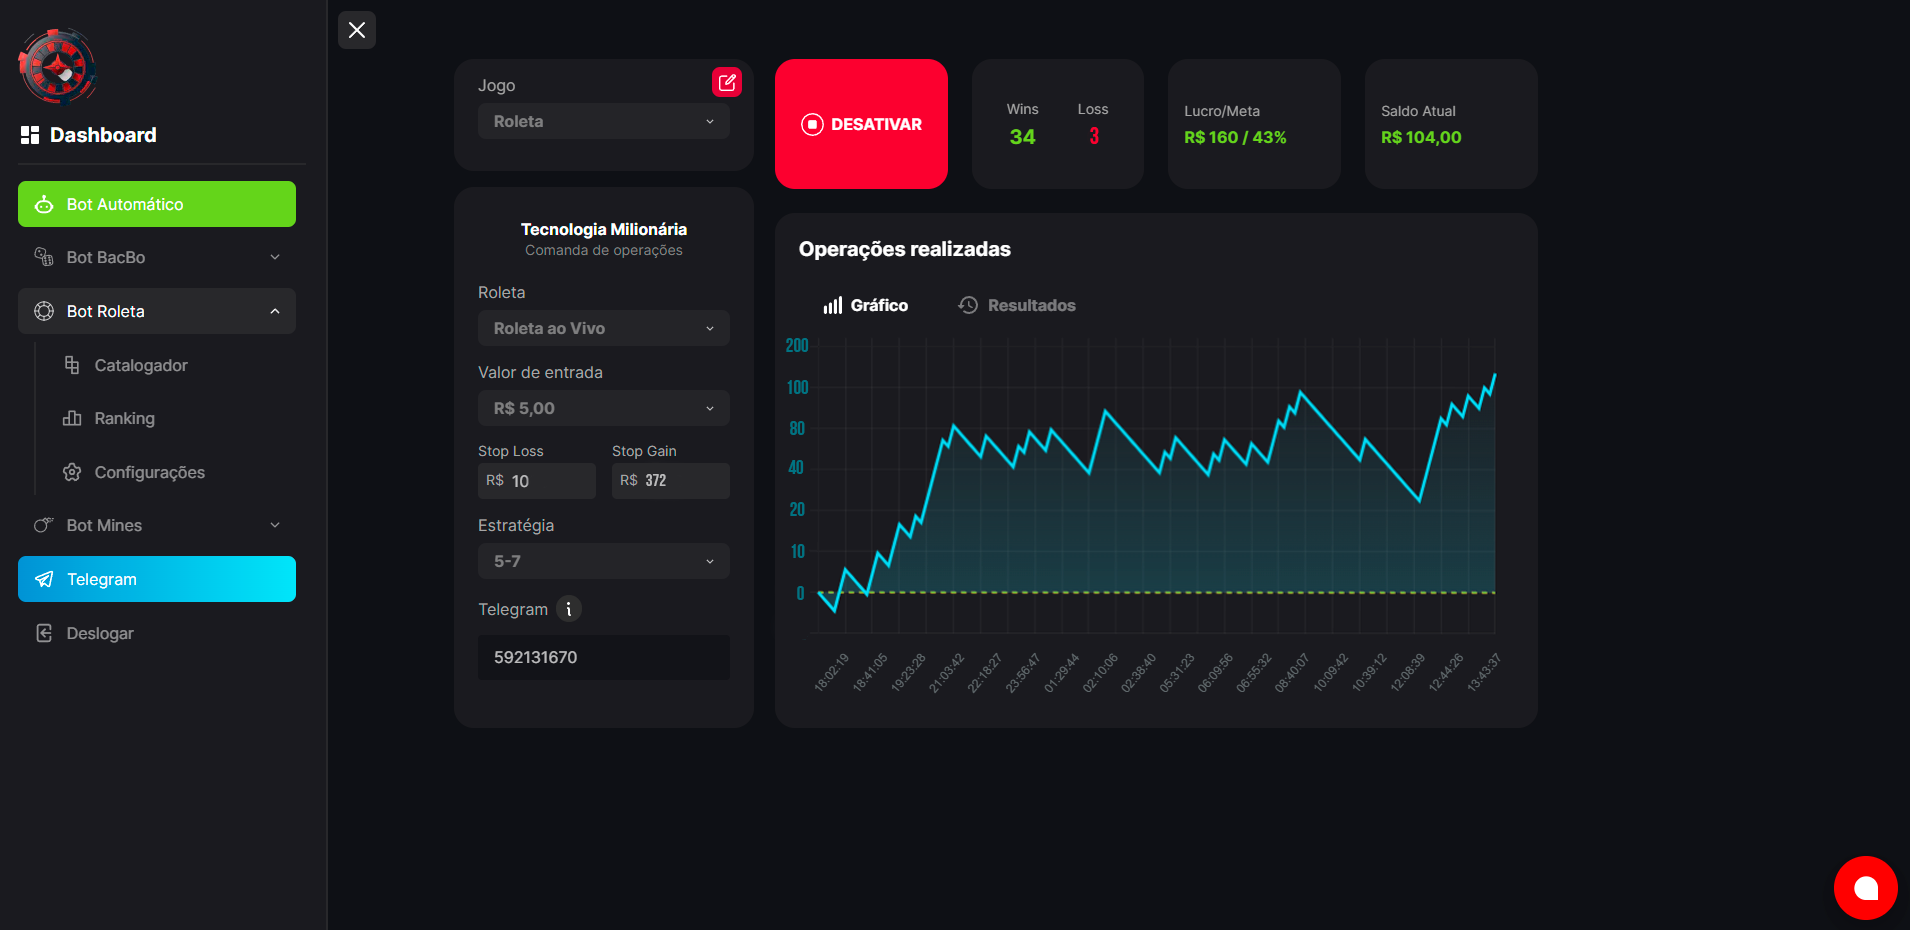 Dashboard
Bot Automático
Bot BacBo
Bot Roleta
Catalogador
Ranking
Configurações
Bot Mines
Telegram
Deslogar
Jogo
Roleta
Tecnologia Milionária
Comanda de operações
Roleta
Roleta ao Vivo
Valor de entrada
R$ 5,00
Stop Loss
Stop Gain
R$ 10
R$ 372
Estratégia
5-7
Telegram
592131670
DESATIVAR
Wins
Loss
34
3
Lucro/Meta
R$ 160 / 43%
Saldo Atual
R$ 104,00
Operações realizadas
Gráfico
Resultados
200
100
80
40
20
10
0
18:02:19
18:41:05
19:23:28
21:03:42
22:18:27
23:56:47
01:29:44
02:10:06
02:38:40
05:31:23
06:09:56
06:55:32
08:40:07
10:09:42
10:39:12
12:08:39
12:44:26
13:43:37